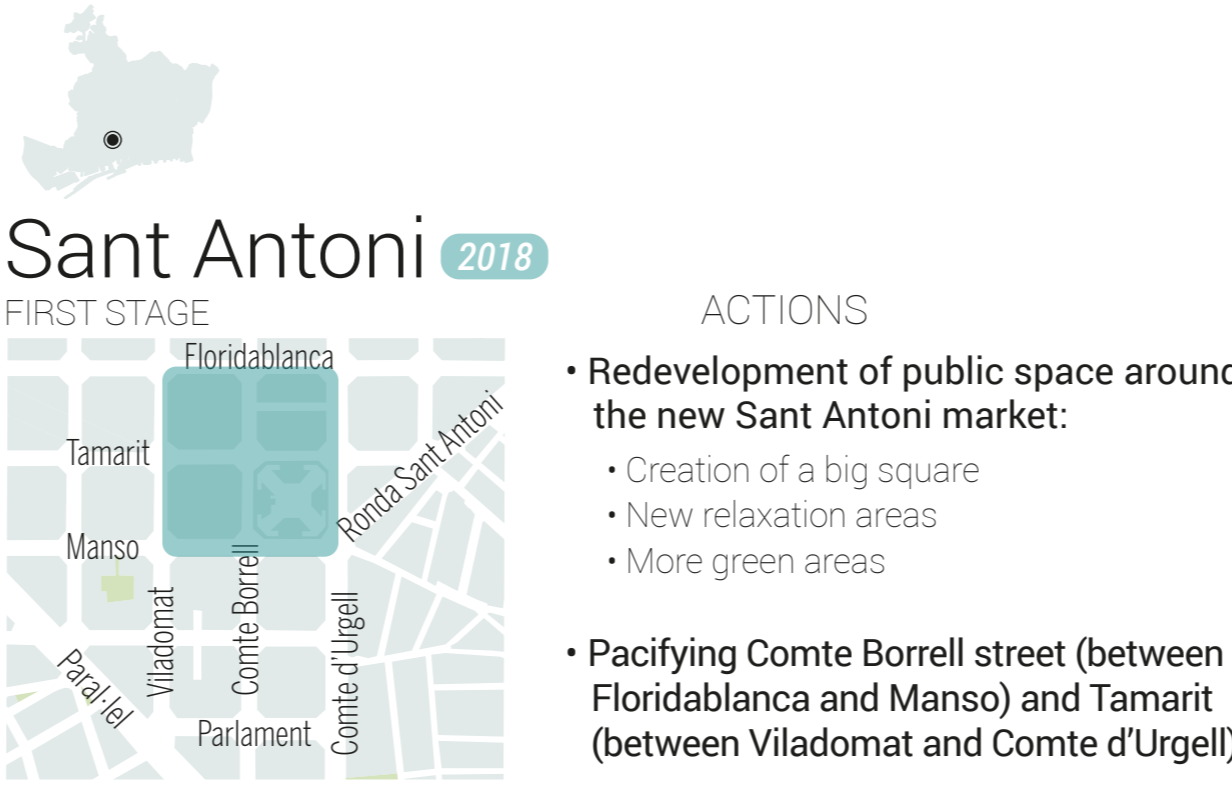 Sant Antoni 2018
FIRST STAGE
Floridablanca
Tamarit
Ronda Sant Antoni
Manso
Viladomat
Comte Borrell
Comte d'Urgell
Paral·lel
Parlament
ACTIONS
• Redevelopment of public space around
the new Sant Antoni market:
• Creation of a big square
• New relaxation areas
• More green areas
• Pacifying Comte Borrell street (between
Floridablanca and Manso) and Tamarit
(between Viladomat and Comte d'Urgell)